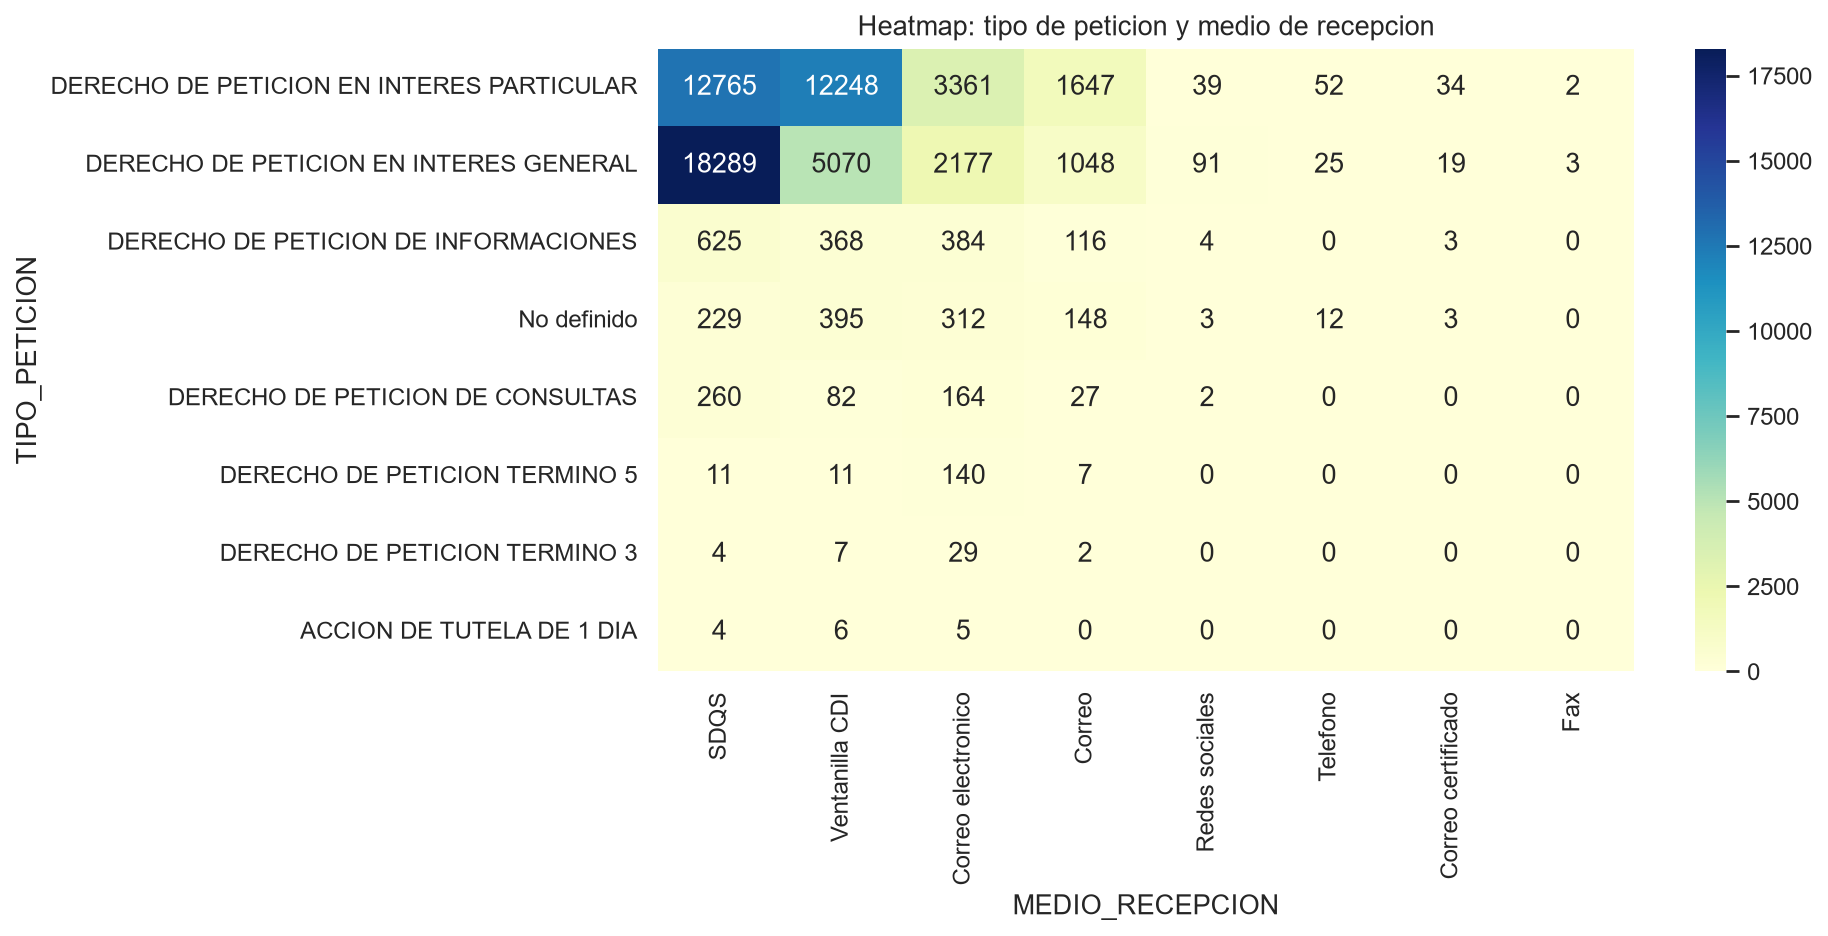 Heatmap: tipo de peticion y medio de recepcion
TIPO_PETICION
DERECHO DE PETICION EN INTERES PARTICULAR 12765 12248 3361 1647 39 52 34 2
DERECHO DE PETICION EN INTERES GENERAL 18289 5070 2177 1048 91 25 19 3
DERECHO DE PETICION DE INFORMACIONES 625 368 384 116 4 0 3 0
No definido 229 395 312 148 3 12 3 0
DERECHO DE PETICION DE CONSULTAS 260 82 164 27 2 0 0 0
DERECHO DE PETICION TERMINO 5 11 11 140 7 0 0 0 0
DERECHO DE PETICION TERMINO 3 4 7 29 2 0 0 0 0
ACCION DE TUTELA DE 1 DIA 4 6 5 0 0 0 0 0
SDQS
Ventanilla CDI
Correo electronico
Correo
Redes sociales
Telefono
Correo certificado
Fax
MEDIO_RECEPCION
17500
15000
12500
10000
7500
5000
2500
0